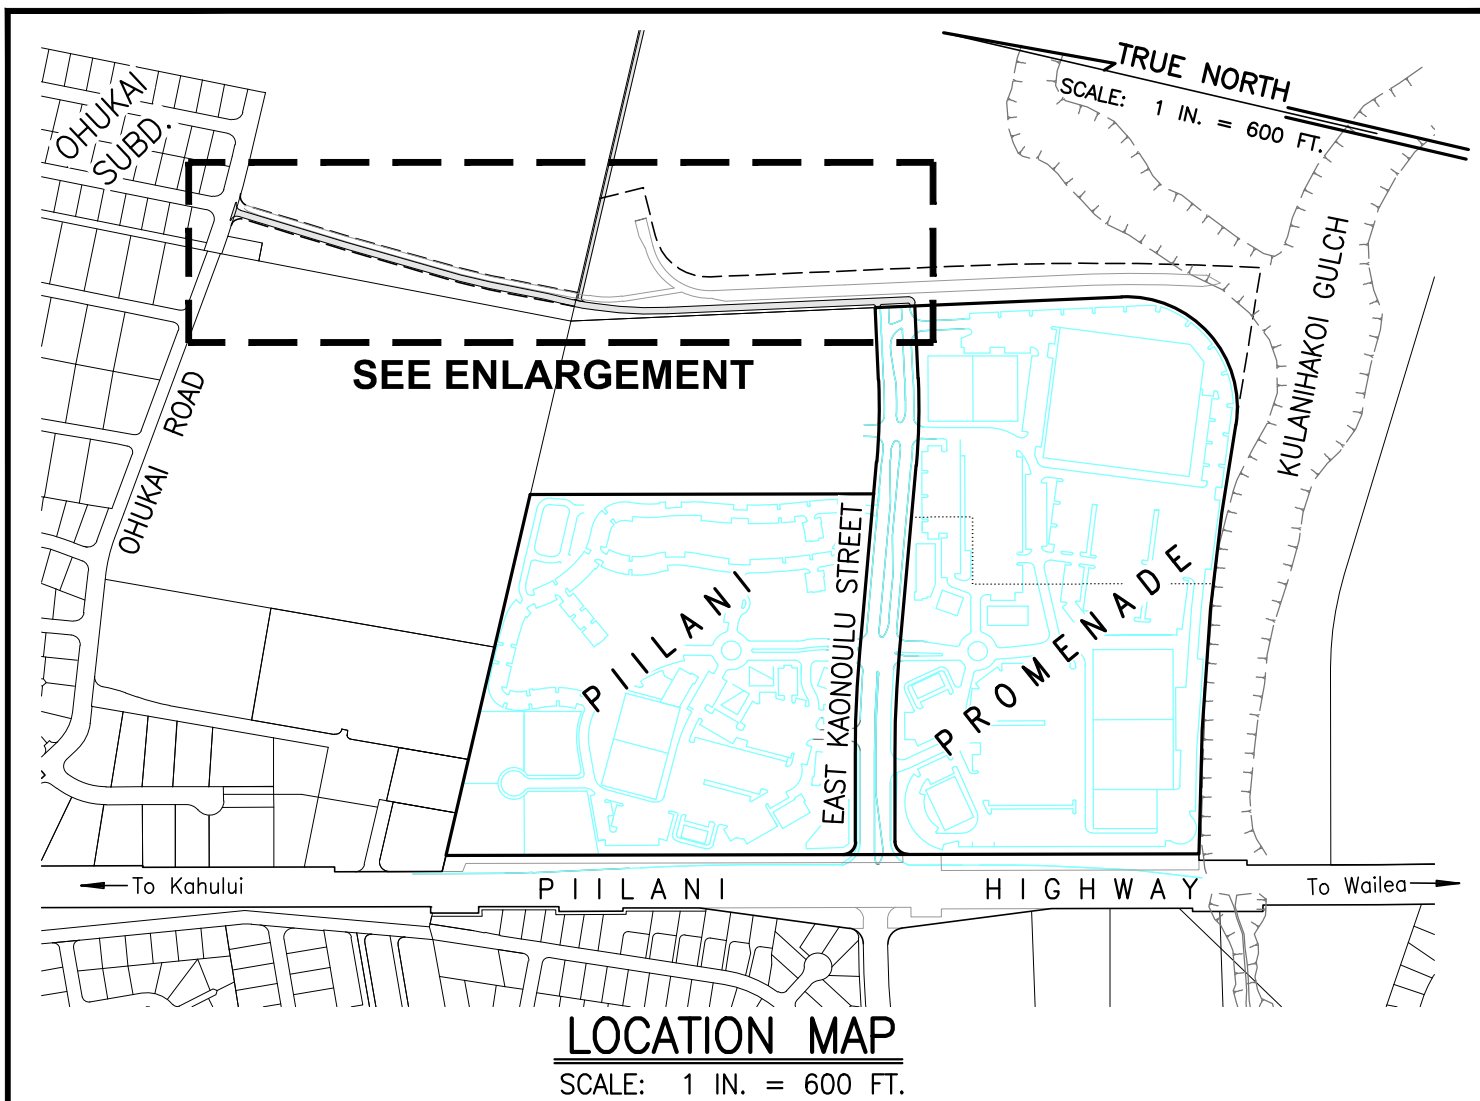 OHUKAI
SUBD.
TRUE NORTH
SCALE: 1 IN. = 600 FT.
SEE ENLARGEMENT
OHUKAI ROAD
KULANIHAKOI GULCH
PIILANI
EAST KAONOULU STREET
PROMENADE
To Kahului
PIILANI HIGHWAY
To Wailea
LOCATION MAP
SCALE: 1 IN. = 600 FT.